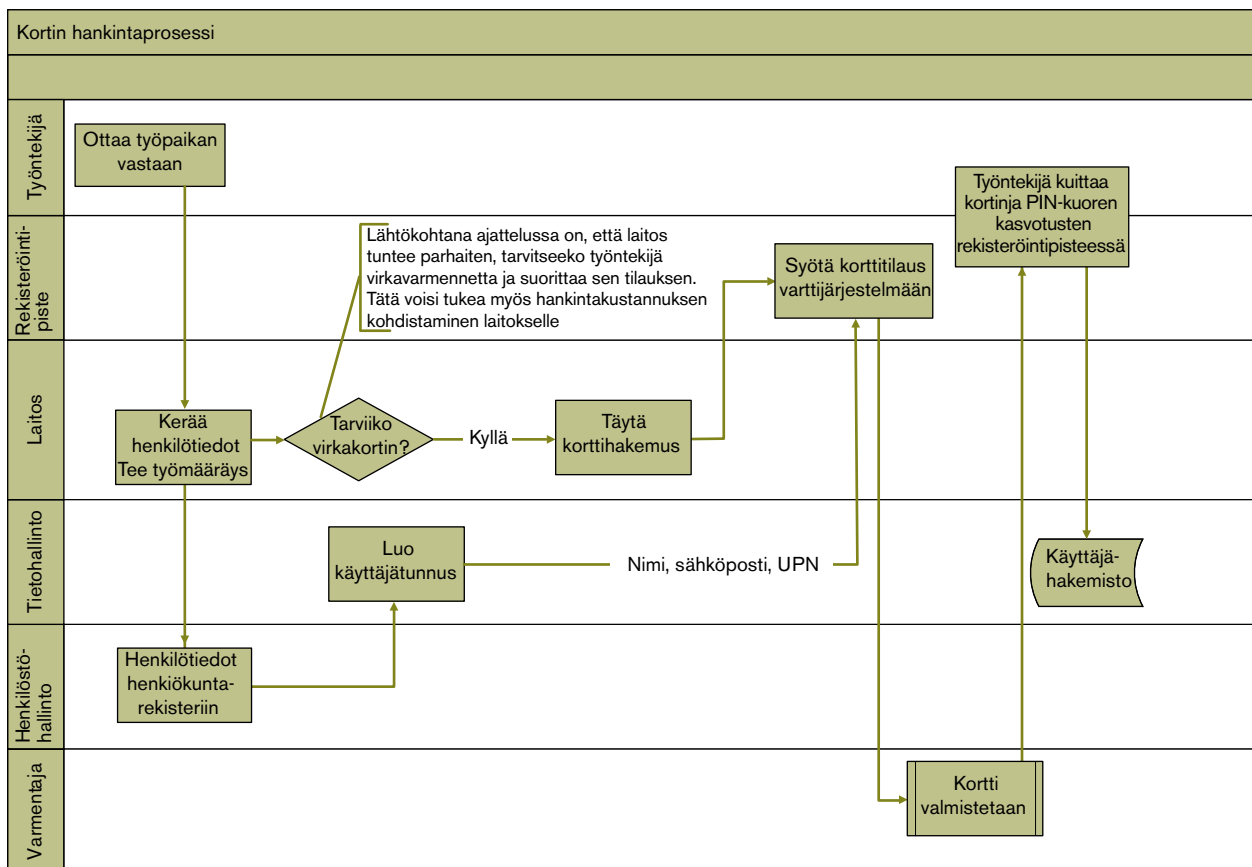 Kortin hankintaprosessi
Työntekijä
Ottaa työpaikan
vastaan
Työntekijä kuittaa
kortinja PIN-kuoren
kasvotusten
rekisteröintipisteessä
Rekisteröinti-
piste
Lähtökohtana ajattelussa on, että laitos
tuntee parhaiten, tarvitseeko työntekijä
virkavarmennetta ja suorittaa sen tilauksen.
Tätä voisi tukea myös hankintakustannuksen
kohdistaminen laitokselle
Syötä korttitilaus
varttijärjestelmään
Laitos
Kerää
henkilötiedot
Tee työmääräys
Tarviiko
virkakortin?
Kyllä
Täytä
korttihakemus
Tietohallinto
Luo
käyttäjätunnus
Nimi, sähköposti, UPN
Käyttäjä-
hakemisto
Henkilöstö-
hallinto
Henkilötiedot
henkiökunta-
rekisteriin
Varmentaja
Kortti
valmistetaan